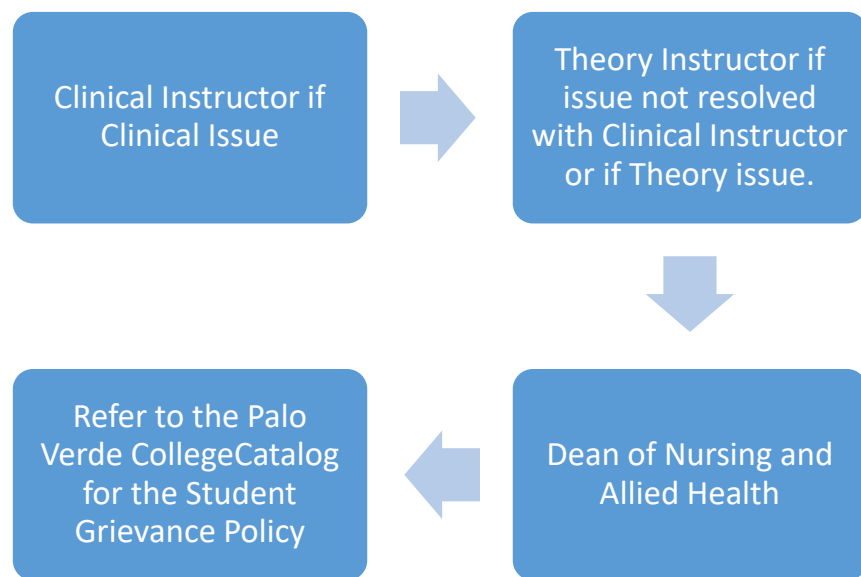 Clinical Instructor if
Clinical Issue
Theory Instructor if
issue not resolved
with Clinical Instructor
or if Theory issue.
Dean of Nursing and
Allied Health
Refer to the Palo
Verde CollegeCatalog
for the Student
Grievance Policy